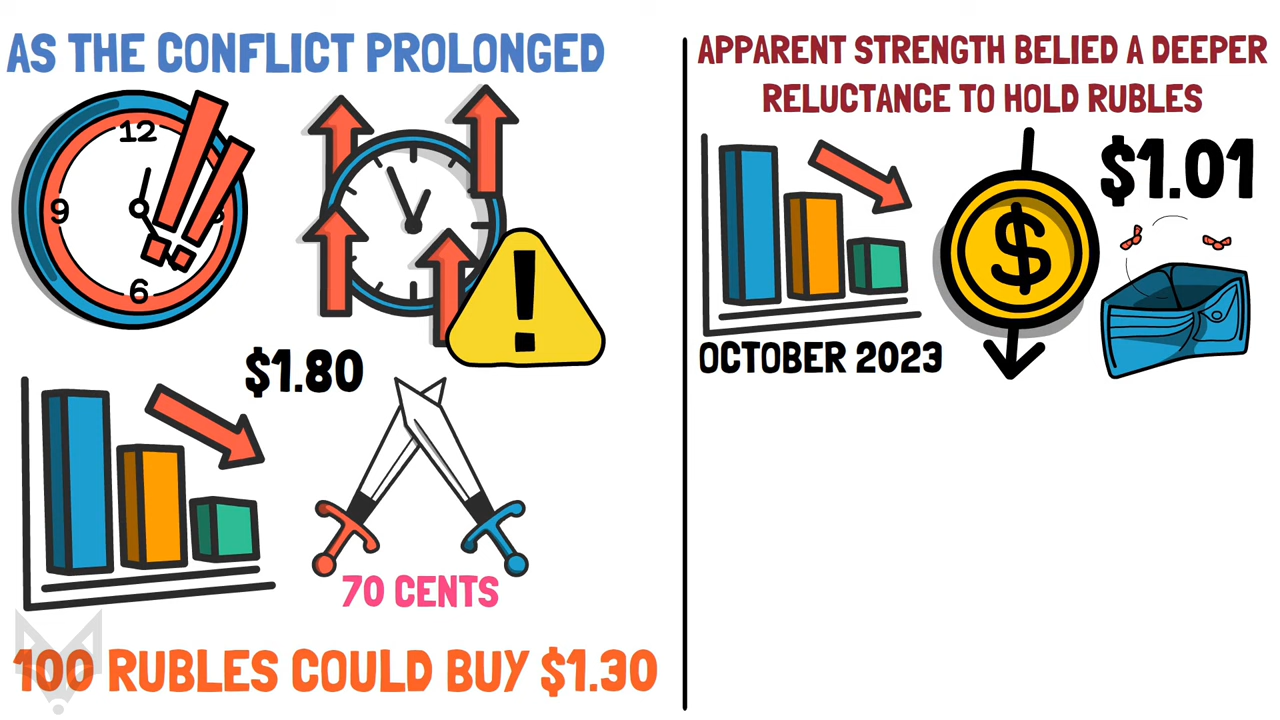 AS THE CONFLICT PROLONGED
12
9
6
$1.80
70 CENTS
100 RUBLES COULD BUY $1.30
APPARENT STRENGTH BELIED A DEEPER
RELUCTANCE TO HOLD RUBLES
$1.01
$
OCTOBER 2023